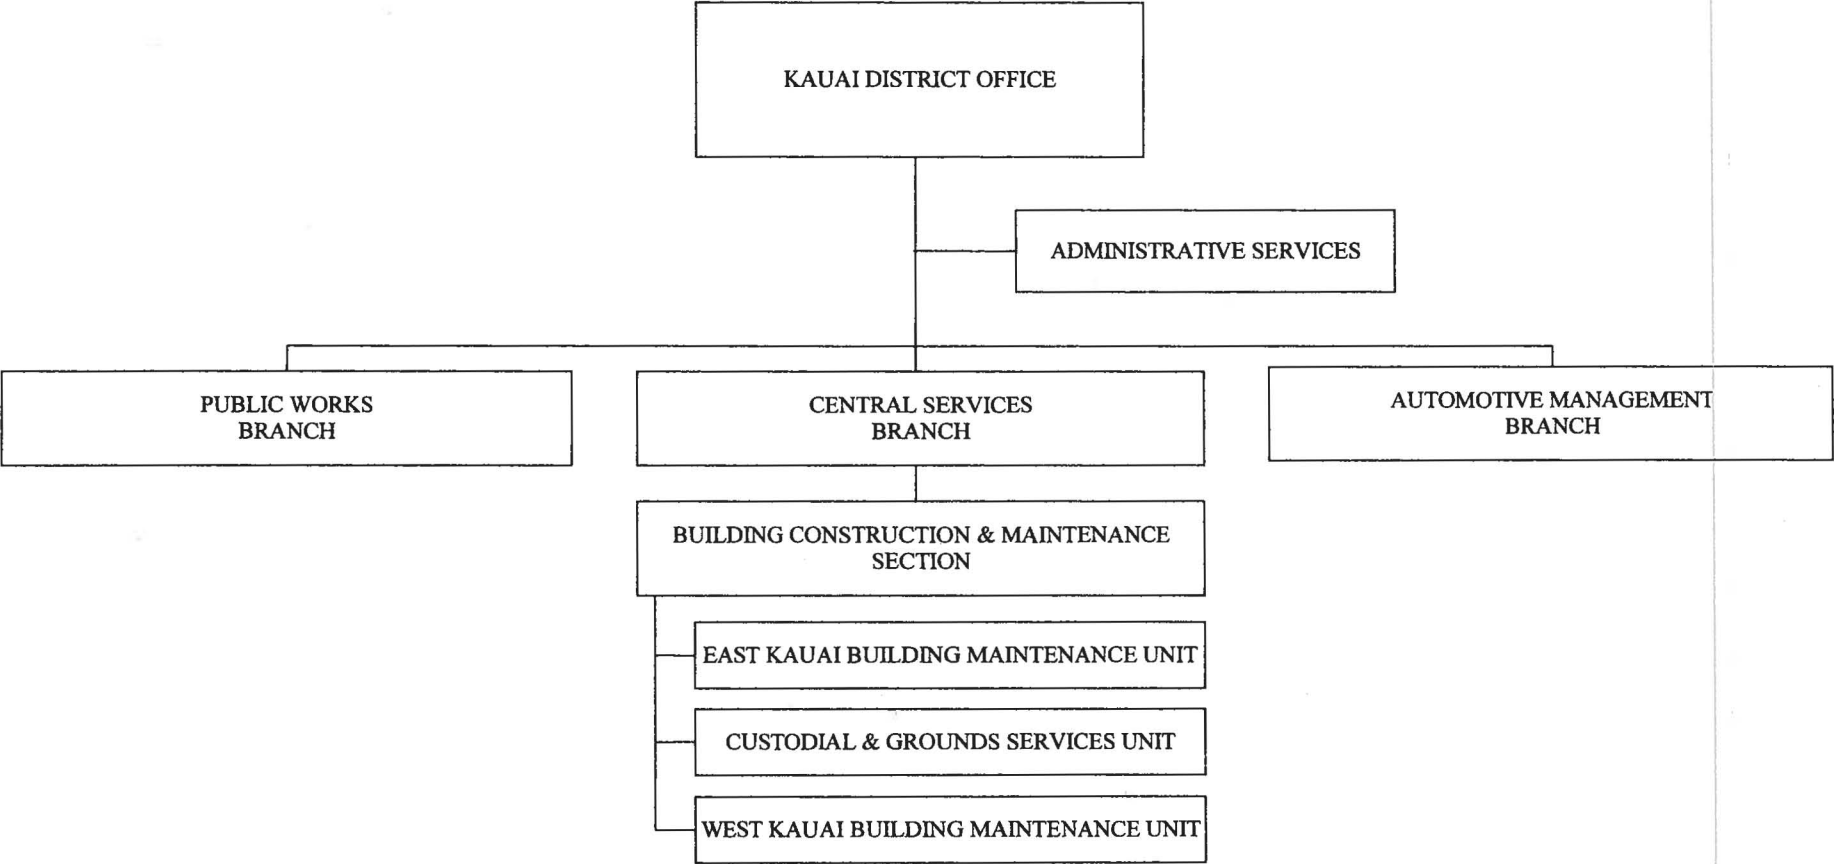 KAUAI DISTRICT OFFICE
ADMINISTRATIVE SERVICES
PUBLIC WORKS
BRANCH
CENTRAL SERVICES
BRANCH
AUTOMOTIVE MANAGEMENT
BRANCH
BUILDING CONSTRUCTION & MAINTENANCE
SECTION
EAST KAUAI BUILDING MAINTENANCE UNIT
CUSTODIAL & GROUNDS SERVICES UNIT
WEST KAUAI BUILDING MAINTENANCE UNIT